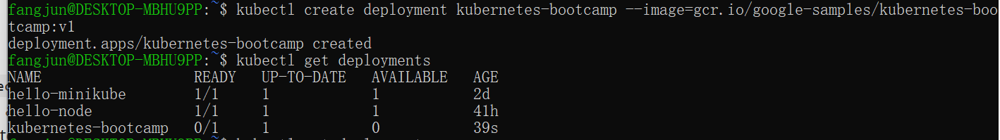 fangjun@DESKTOP-MBHU9PP:~$ kubectl create deployment kubernetes-bootcamp --image=gcr.io/google-samples/kubernetes-boo
tcamp:v1
deployment.apps/kubernetes-bootcamp created
fangjun@DESKTOP-MBHU9PP:~$ kubectl get deployments
NAME                  READY   UP-TO-DATE   AVAILABLE   AGE
hello-minikube        1/1     1            1           2d
hello-node            1/1     1            1           41h
kubernetes-bootcamp   0/1     1            0           39s